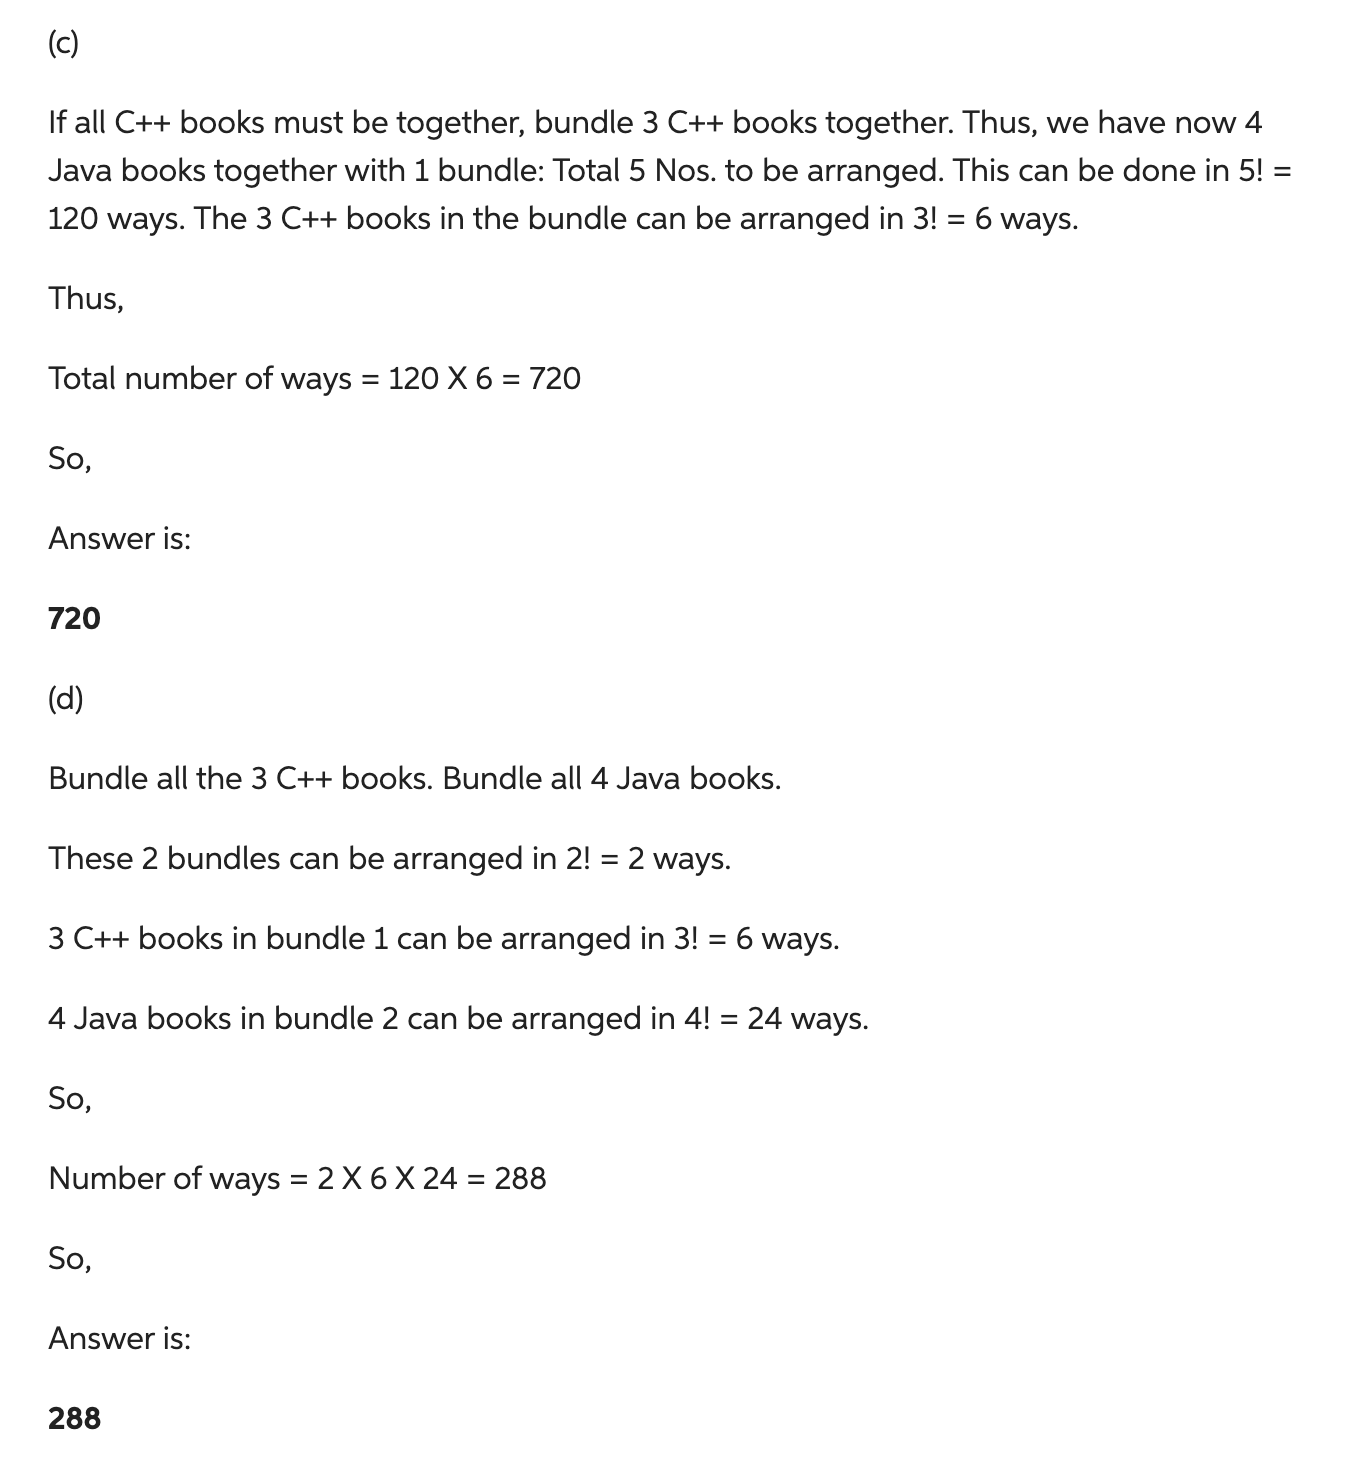 (c)
If all C++ books must be together, bundle 3 C++ books together. Thus, we have now 4
Java books together with 1 bundle: Total 5 Nos. to be arranged. This can be done in 5! =
120 ways. The 3 C++ books in the bundle can be arranged in 3! = 6 ways.
Thus,
Total number of ways = 120 X 6 = 720
So,
Answer is:
720
(d)
Bundle all the 3 C++ books. Bundle all 4 Java books.
These 2 bundles can be arranged in 2! = 2 ways.
3 C++ books in bundle 1 can be arranged in 3! = 6 ways.
4 Java books in bundle 2 can be arranged in 4! = 24 ways.
So,
Number of ways = 2 X 6 X 24 = 288
So,
Answer is:
288